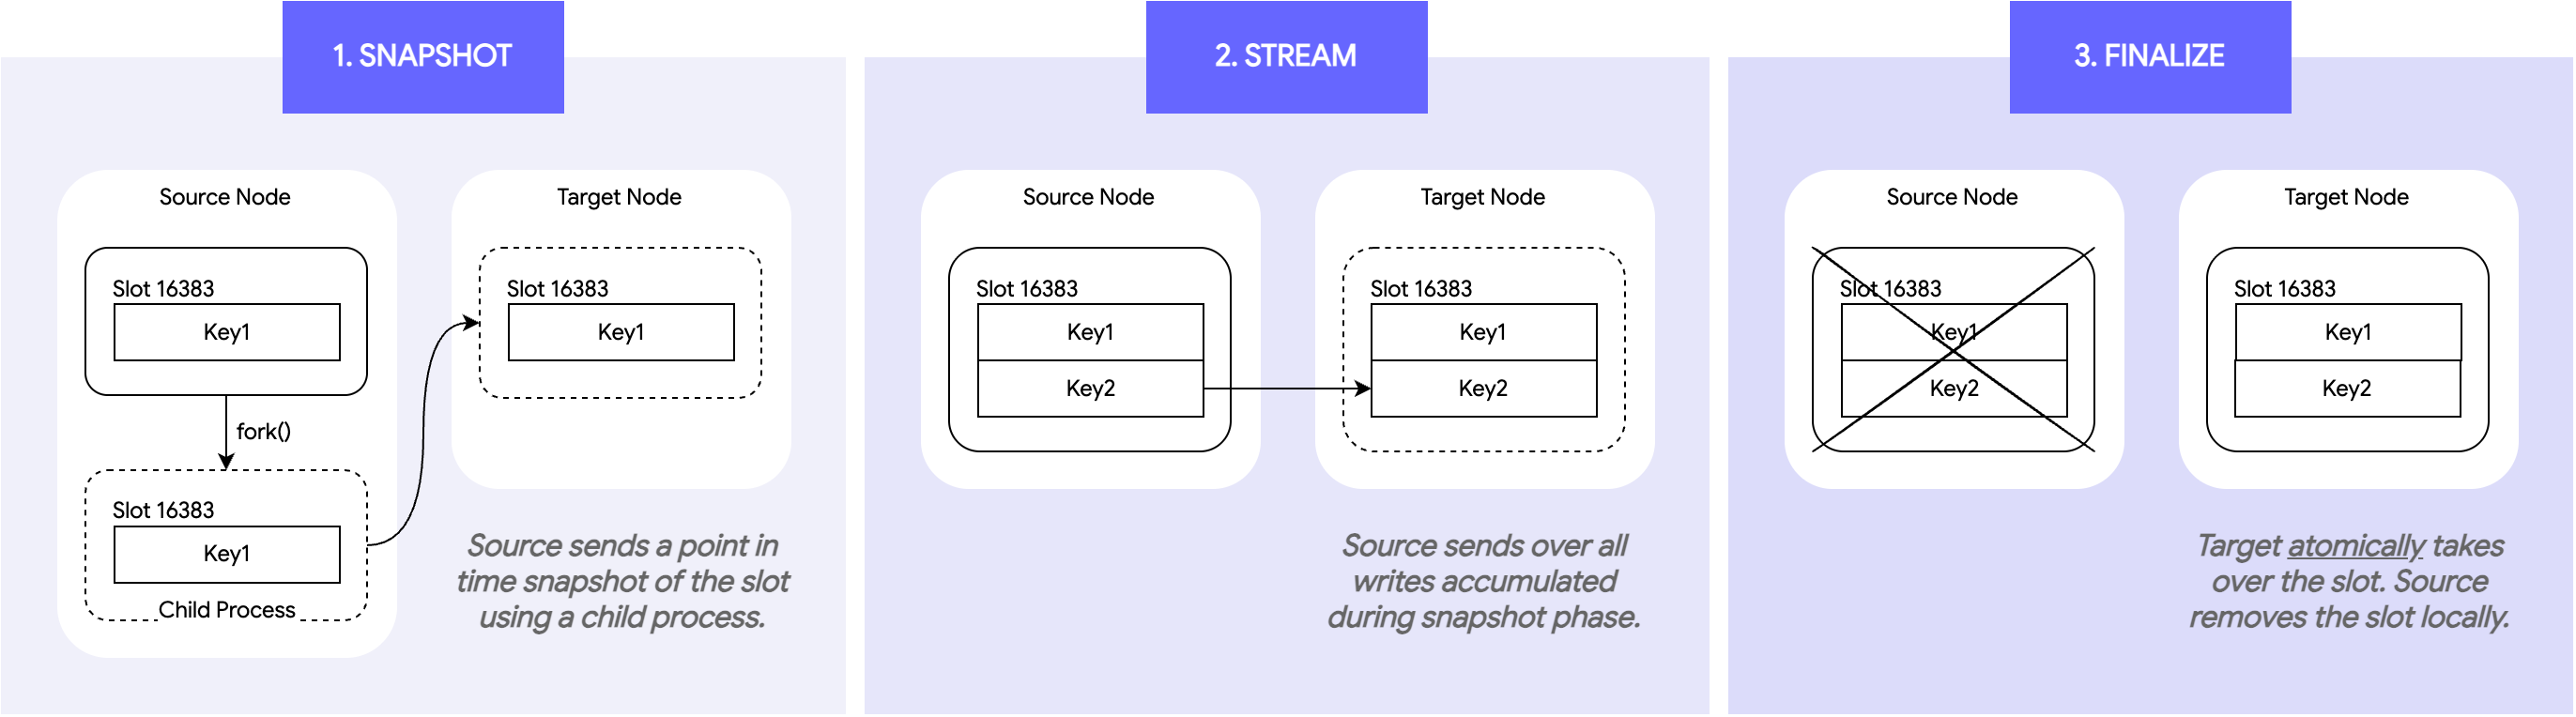 1. SNAPSHOT
Source Node
Slot 16383
Key1
fork()
Slot 16383
Key1
Child Process
Target Node
Slot 16383
Key1
Source sends a point in
time snapshot of the slot
using a child process.
2. STREAM
Source Node
Slot 16383
Key1
Key2
Target Node
Slot 16383
Key1
Key2
Source sends over all
writes accumulated
during snapshot phase.
3. FINALIZE
Source Node
Slot 16383
Key1
Key2
Target Node
Slot 16383
Key1
Key2
Target atomically takes
over the slot. Source
removes the slot locally.